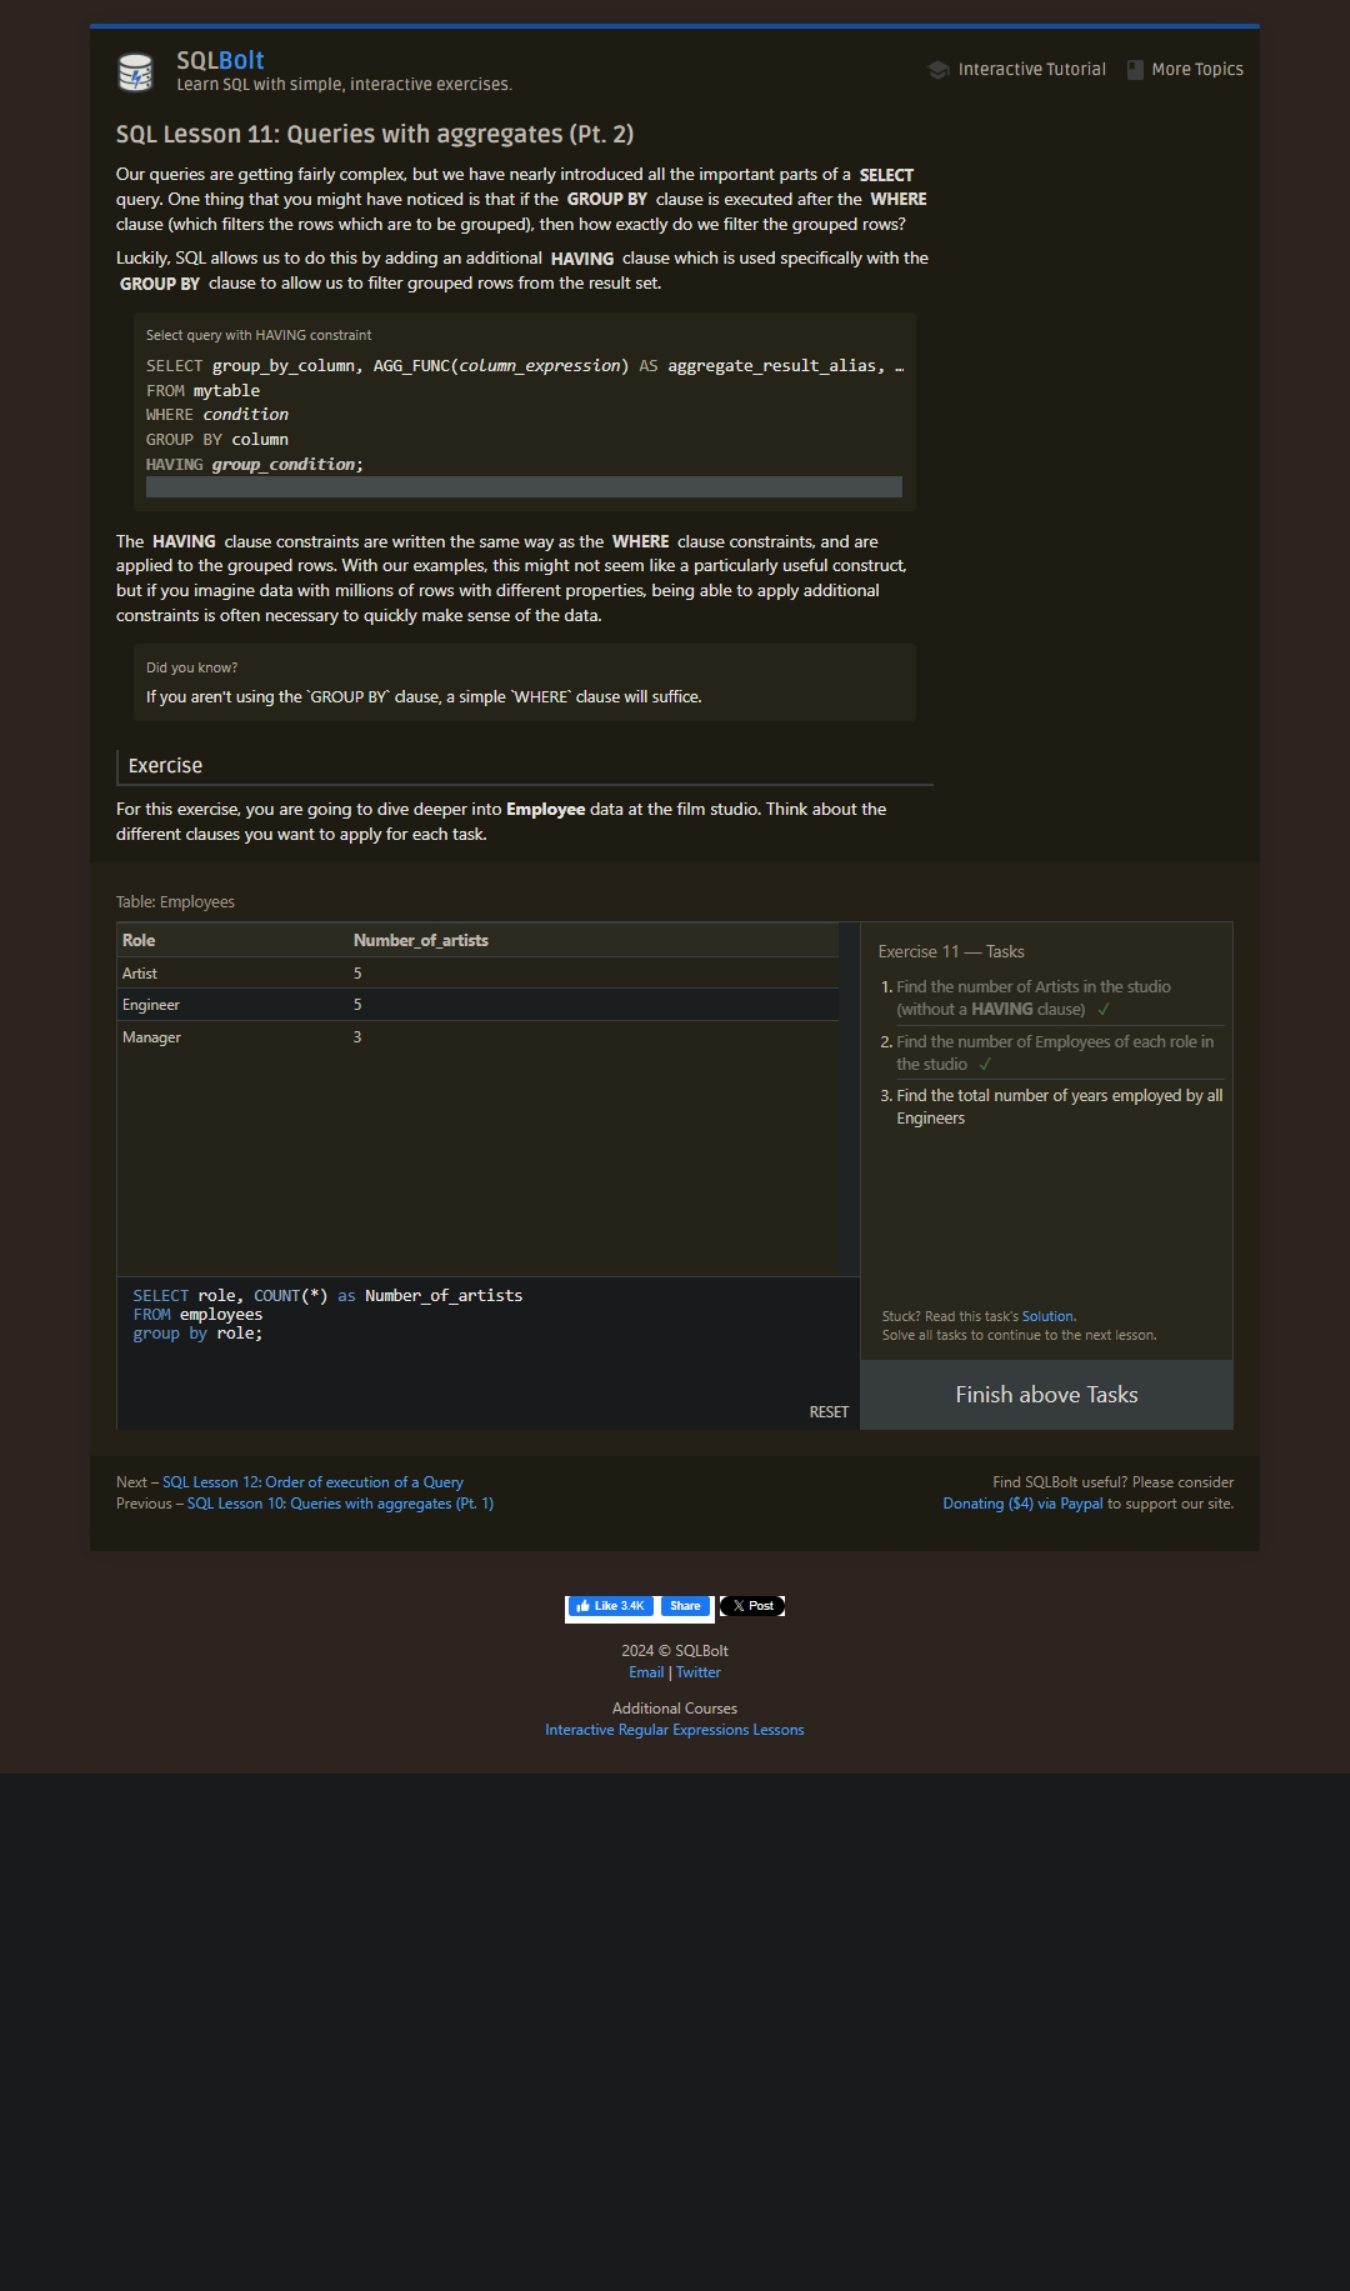 SQLBolt
Learn SQL with simple, interactive exercises.
Interactive Tutorial
More Topics
SQL Lesson 11: Queries with aggregates (Pt. 2)
Our queries are getting fairly complex, but we have nearly introduced all the important parts of a SELECT
query. One thing that you might have noticed is that if the GROUP BY clause is executed after the WHERE
clause (which filters the rows which are to be grouped), then how exactly do we filter the grouped rows?
Luckily, SQL allows us to do this by adding an additional HAVING clause which is used specifically with the
GROUP BY clause to allow us to filter grouped rows from the result set.
Select query with HAVING constraint
SELECT group_by_column, AGG_FUNC(column_expression) AS aggregate_result_alias, …
FROM mytable
WHERE condition
GROUP BY column
HAVING group_condition;
The HAVING clause constraints are written the same way as the WHERE clause constraints, and are
applied to the grouped rows. With our examples, this might not seem like a particularly useful construct,
but if you imagine data with millions of rows with different properties, being able to apply additional
constraints is often necessary to quickly make sense of the data.
Did you know?
If you aren't using the `GROUP BY` clause, a simple `WHERE` clause will suffice.
Exercise
For this exercise, you are going to dive deeper into Employee data at the film studio. Think about the
different clauses you want to apply for each task.
Table: Employees
Role Number_of_artists
Artist 5
Engineer 5
Manager 3
SELECT role, COUNT(*) as Number_of_artists
FROM employees
group by role;
RESET
Exercise 11 — Tasks
1. Find the number of Artists in the studio
(without a HAVING clause) ✓
2. Find the number of Employees of each role in
the studio ✓
3. Find the total number of years employed by all
Engineers
Stuck? Read this task's Solution.
Solve all tasks to continue to the next lesson.
Finish above Tasks
Next – SQL Lesson 12: Order of execution of a Query
Previous – SQL Lesson 10: Queries with aggregates (Pt. 1)
Find SQLBolt useful? Please consider
Donating ($4) via Paypal to support our site.
Like 3.4K Share X Post
2024 © SQLBolt
Email | Twitter
Additional Courses
Interactive Regular Expressions Lessons